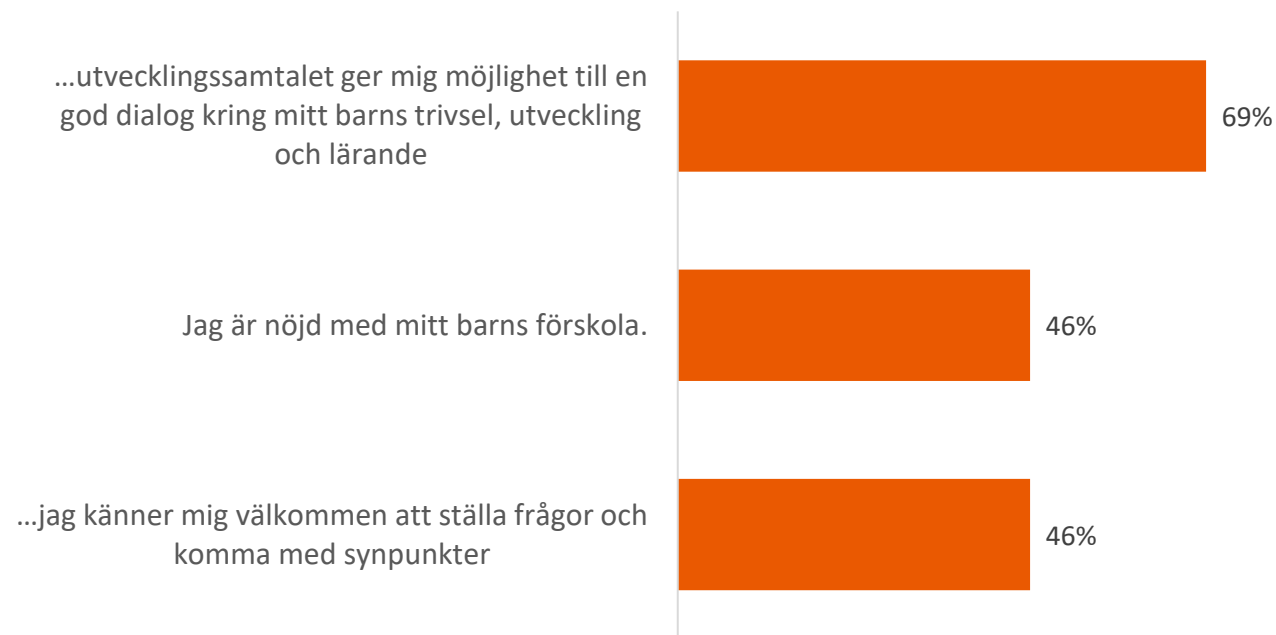 ...utvecklingssamtalet ger mig möjlighet till en
god dialog kring mitt barns trivsel, utveckling
och lärande
69%
Jag är nöjd med mitt barns förskola.
46%
...jag känner mig välkommen att ställa frågor och
komma med synpunkter
46%